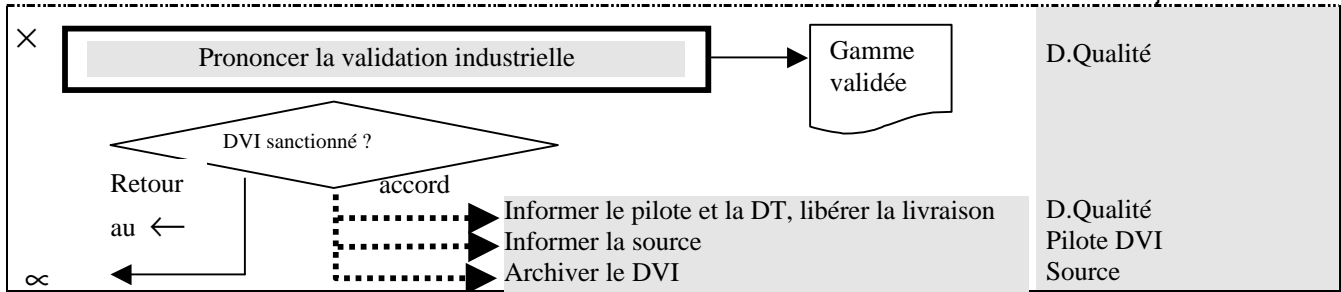 ×
Prononcer la validation industrielle
Gamme
validée
D.Qualité
DVI sanctionné ?
Retour
au ←
accord
Informer le pilote et la DT, libérer la livraison
D.Qualité
Informer la source
Pilote DVI
Archiver le DVI
Source
∝